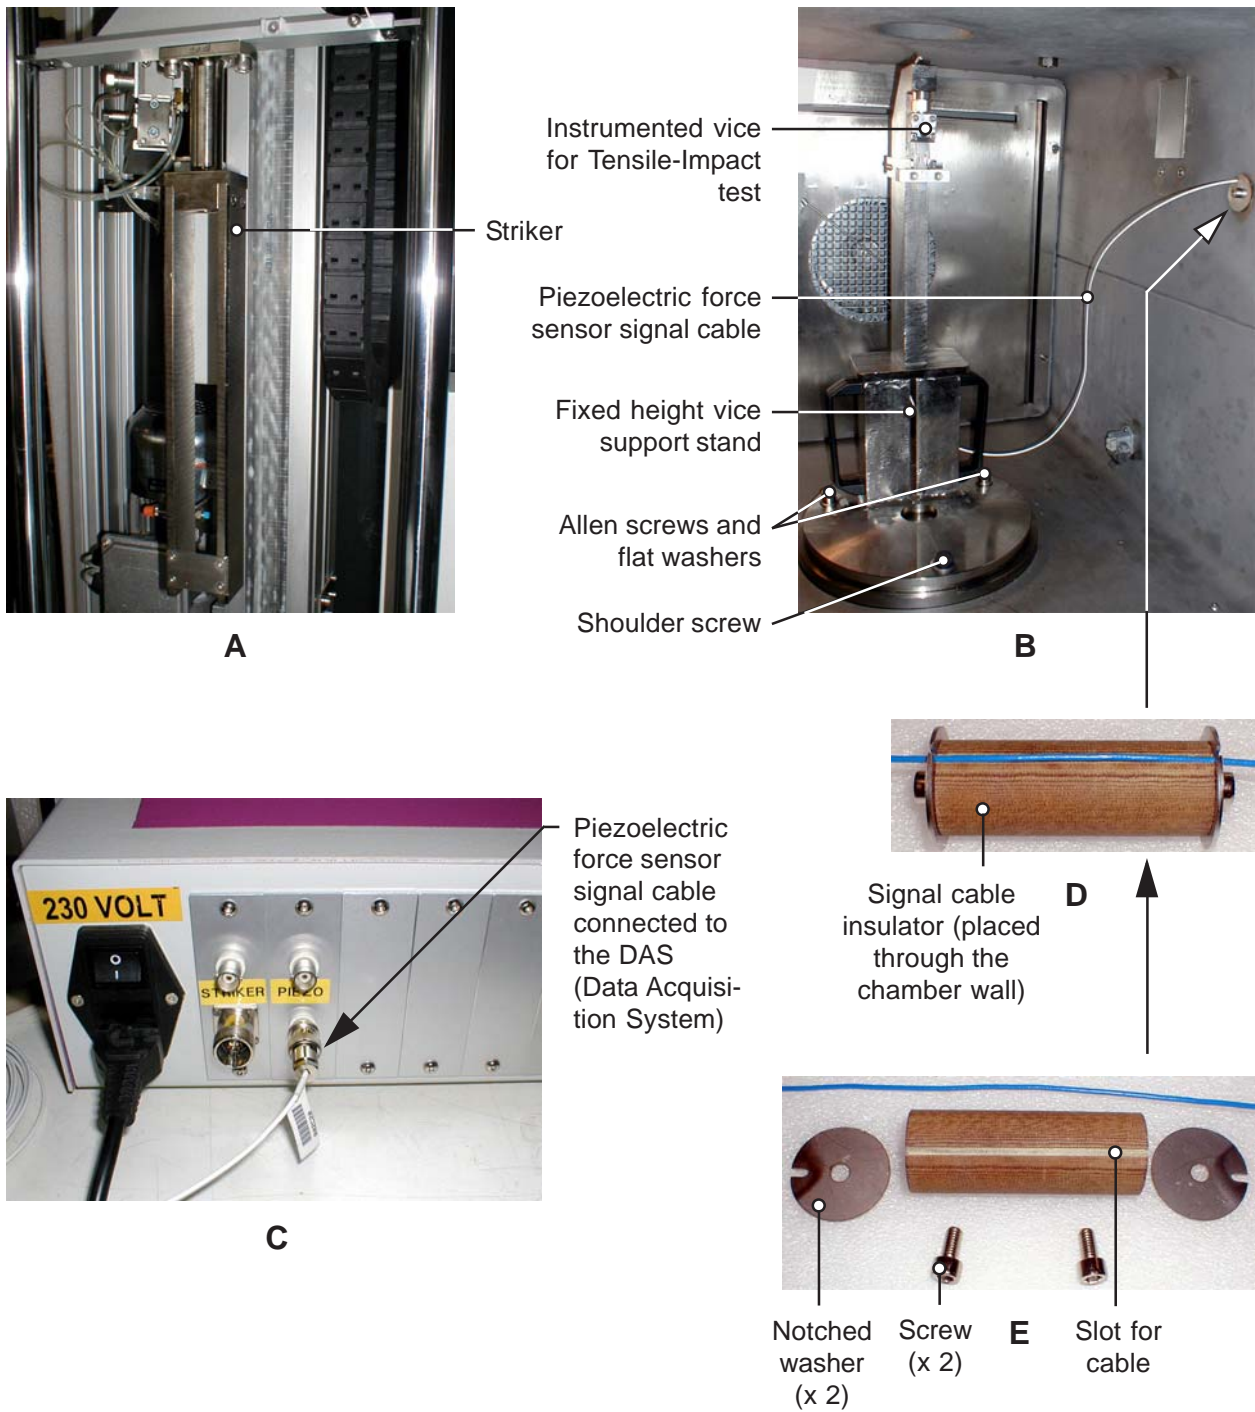 Instrumented vice
for Tensile-Impact
test
Striker
Piezoelectric force
sensor signal cable
Fixed height vice
support stand
Allen screws and
flat washers
Shoulder screw
A
B
230 VOLT
O
I
STRIKER
PIEZO
Piezoelectric
force sensor
signal cable
connected to
the DAS
(Data Acquisi-
tion System)
C
Signal cable
insulator (placed
through the
chamber wall)
D
Notched
washer
(x 2)
Screw
(x 2)
E
Slot for
cable